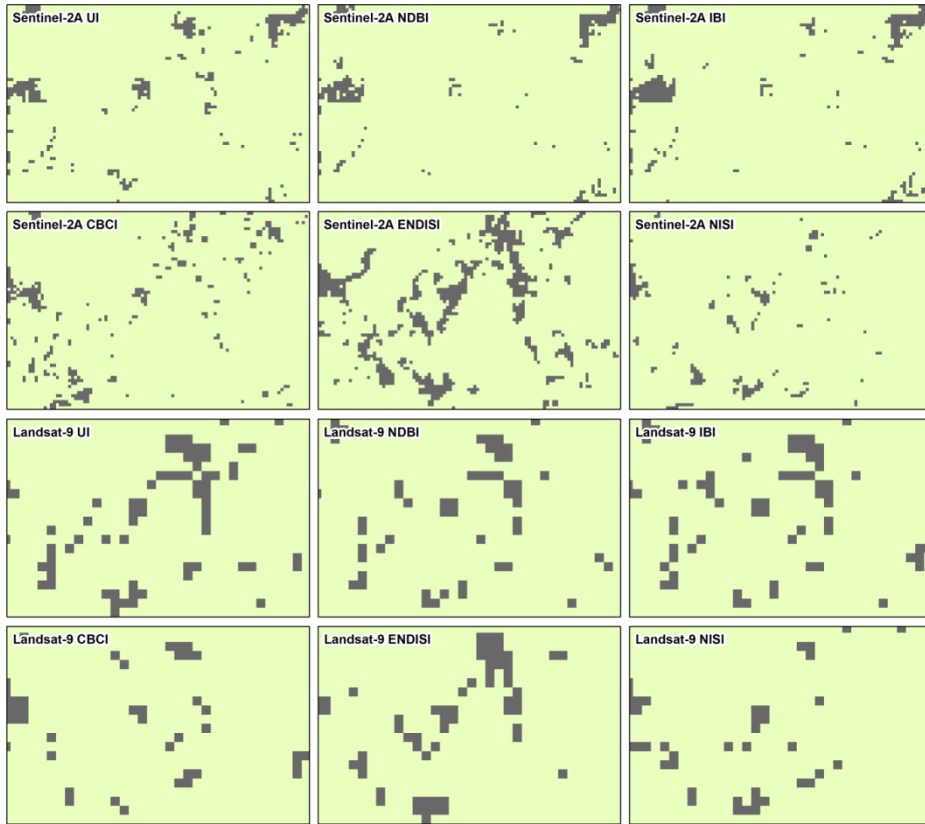 Sentinel-2A UI
Sentinel-2A NDBI
Sentinel-2A IBI
Sentinel-2A CBCI
Sentinel-2A ENDISI
Sentinel-2A NISI
Landsat-9 UI
Landsat-9 NDBI
Landsat-9 IBI
Landsat-9 CBCI
Landsat-9 ENDISI
Landsat-9 NISI